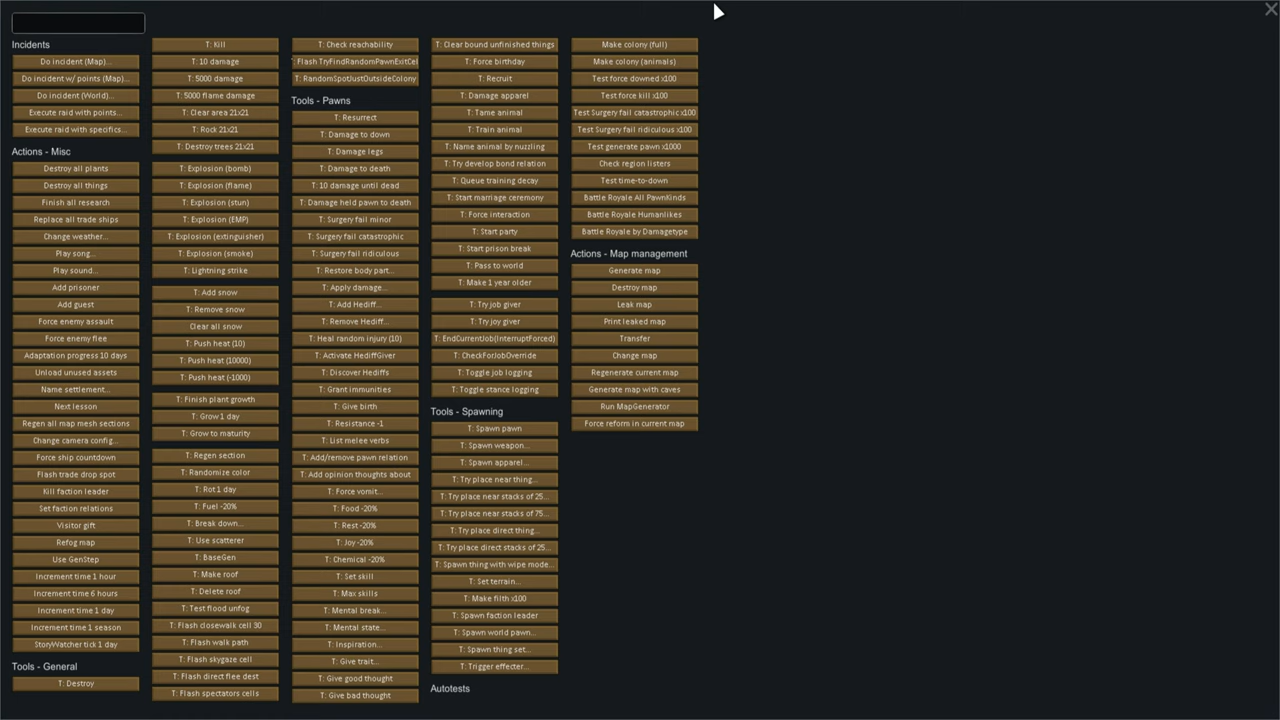 Incidents
Do incident (Map)...
Do incident w/ points (Map)...
Do incident (World)...
Execute raid with points...
Execute raid with specifics...
Actions - Misc
Destroy all plants
Destroy all things
Finish all research
Replace all trade ships
Change weather...
Play song...
Play sound...
Add prisoner
Add guest
Force enemy assault
Force enemy flee
Adaptation progress 10 days
Unload unused assets
Name settlement...
Next lesson
Regen all map mesh sections
Change camera config...
Force ship countdown
Flash trade drop spot
Kill faction leader
Set faction relations
Visitor gift
Refog map
Use GenStep
Increment time 1 hour
Increment time 6 hours
Increment time 1 day
Increment time 1 season
StoryWatcher tick 1 day
Tools - General
T: Destroy
T: Kill
T: 10 damage
T: 5000 damage
T: 5000 flame damage
T: Clear area 21x21
T: Rock 21x21
T: Destroy trees 21x21
T: Explosion (bomb)
T: Explosion (flame)
T: Explosion (stun)
T: Explosion (EMP)
T: Explosion (extinguisher)
T: Explosion (smoke)
T: Lightning strike
T: Add snow
T: Remove snow
Clear all snow
T: Push heat (10)
T: Push heat (10000)
T: Push heat (-1000)
T: Finish plant growth
T: Grow 1 day
T: Grow to maturity
T: Regen section
T: Randomize color
T: Rot 1 day
T: Fuel -20%
T: Break down...
T: Use scatterer
T: BaseGen
T: Make roof
T: Delete roof
T: Test flood unfog
T: Flash closewalk cell 30
T: Flash walk path
T: Flash skygaze cell
T: Flash direct flee dest
T: Flash spectators cells
T: Check reachability
: Flash TryFindRandomPawnExitCel
T: RandomSpotJustOutsideColony
Tools - Pawns
T: Resurrect
T: Damage to down
T: Damage legs
T: Damage to death
T: 10 damage until dead
T: Damage held pawn to death
T: Surgery fail minor
T: Surgery fail catastrophic
T: Surgery fail ridiculous
T: Restore body part...
T: Apply damage...
T: Add Hediff...
T: Remove Hediff...
T: Heal random injury (10)
T: Activate HediffGiver
T: Discover Hediffs
T: Grant immunities
T: Give birth
T: Resistance -1
T: List melee verbs
T: Add/remove pawn relation
T: Add opinion thoughts about
T: Force vomit...
T: Food -20%
T: Rest -20%
T: Joy -20%
T: Chemical -20%
T: Set skill
T: Max skills
T: Mental break...
T: Mental state...
T: Inspiration...
T: Give trait...
T: Give good thought
T: Give bad thought
T: Clear bound unfinished things
T: Force birthday
T: Recruit
T: Damage apparel
T: Tame animal
T: Train animal
T: Name animal by nuzzling
T: Try develop bond relation
T: Queue training decay
T: Start marriage ceremony
T: Force interaction
T: Start party
T: Start prison break
T: Pass to world
T: Make 1 year older
T: Try job giver
T: Try joy giver
T: EndCurrentJob(InterruptForced)
T: CheckForJobOverride
T: Toggle job logging
T: Toggle stance logging
Tools - Spawning
T: Spawn pawn
T: Spawn weapon...
T: Spawn apparel...
T: Try place near thing...
T: Try place near stacks of 25...
T: Try place near stacks of 75...
T: Try place direct thing...
T: Try place direct stacks of 25...
T: Spawn thing with wipe mode...
T: Set terrain...
T: Make filth x100
T: Spawn faction leader
T: Spawn world pawn...
T: Spawn thing set...
T: Trigger effecter...
Autotests
Make colony (full)
Make colony (animals)
Test force downed x100
Test force kill x100
Test Surgery fail catastrophic x100
Test Surgery fail ridiculous x100
Test generate pawn x1000
Check region listers
Test time-to-down
Battle Royale All PawnKinds
Battle Royale Humanlikes
Battle Royale by Damagetype
Actions - Map management
Generate map
Destroy map
Leak map
Print leaked map
Transfer
Change map
Regenerate current map
Generate map with caves
Run MapGenerator
Force reform in current map